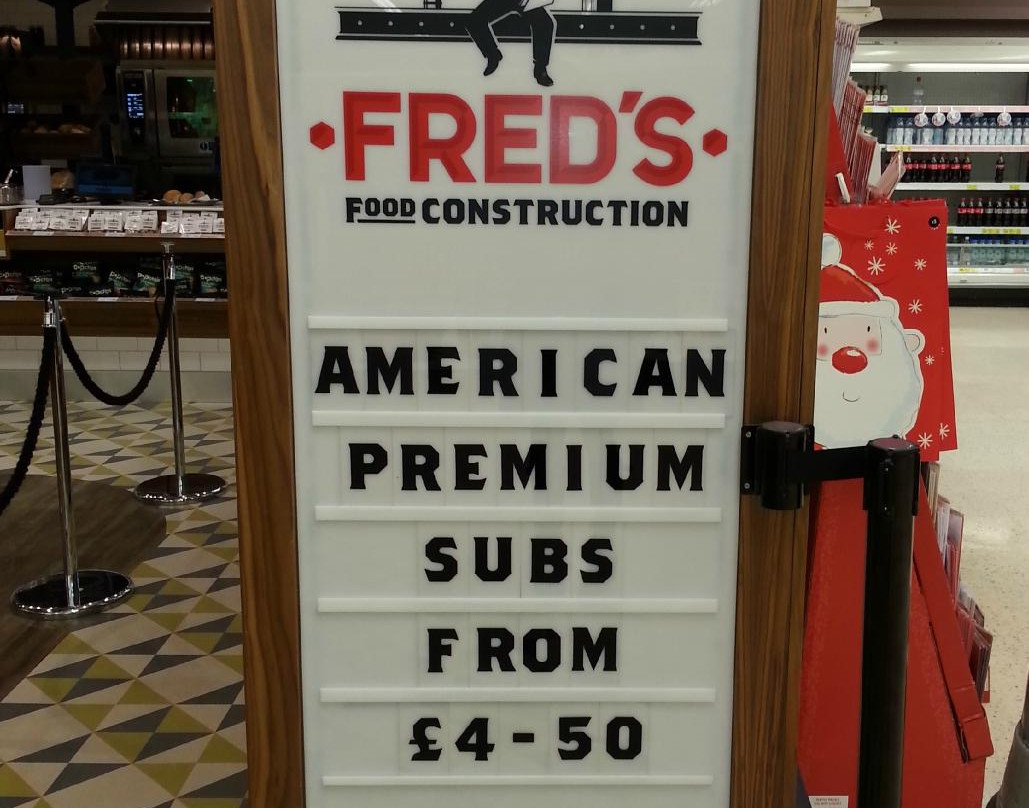 FRED'S
FOOD CONSTRUCTION
AMERICAN
PREMIUM
SUBS
FROM
£4-50